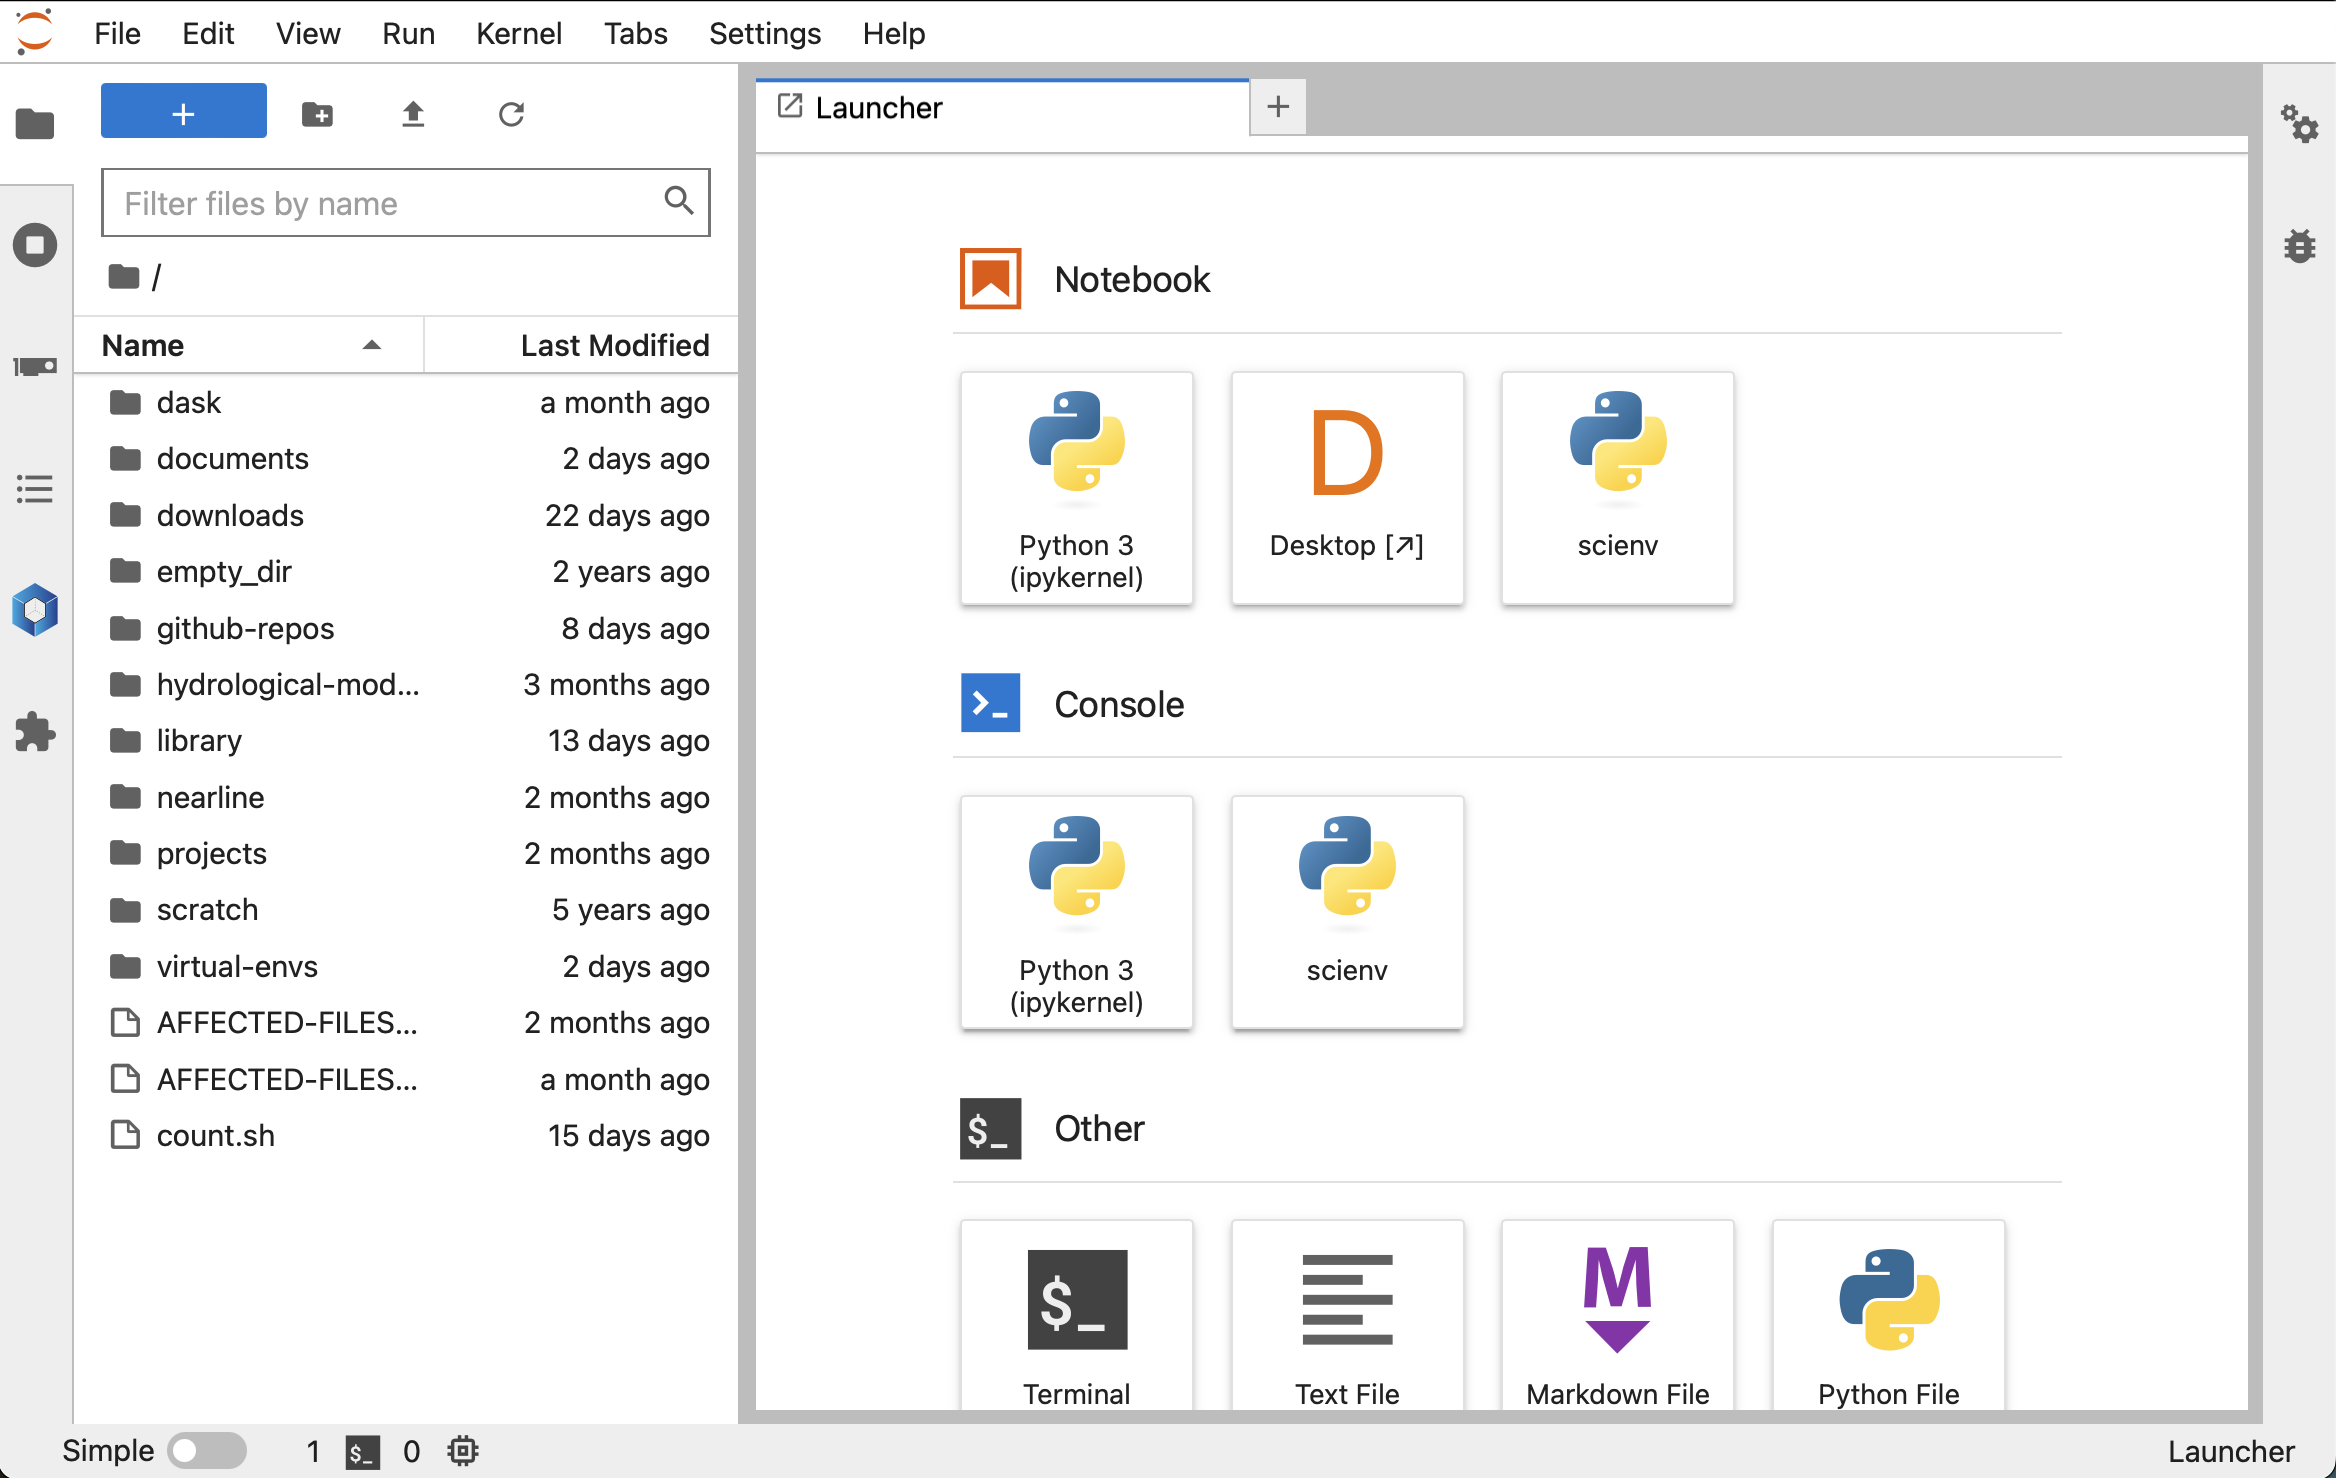 File Edit View Run Kernel Tabs Settings Help
+
Launcher
+
Filter files by name
/
Name Last Modified
dask a month ago
documents 2 days ago
downloads 22 days ago
empty_dir 2 years ago
github-repos 8 days ago
hydrological-mod... 3 months ago
library 13 days ago
nearline 2 months ago
projects 2 months ago
scratch 5 years ago
virtual-envs 2 days ago
AFFECTED-FILES... 2 months ago
AFFECTED-FILES... a month ago
count.sh 15 days ago
Notebook
Python 3
(ipykernel)
D
Desktop [↗]
scienv
Console
Python 3
(ipykernel)
scienv
$_ Other
$_
Terminal
Text File
M
Markdown File
Python File
Simple 1 $_ 0 Launcher